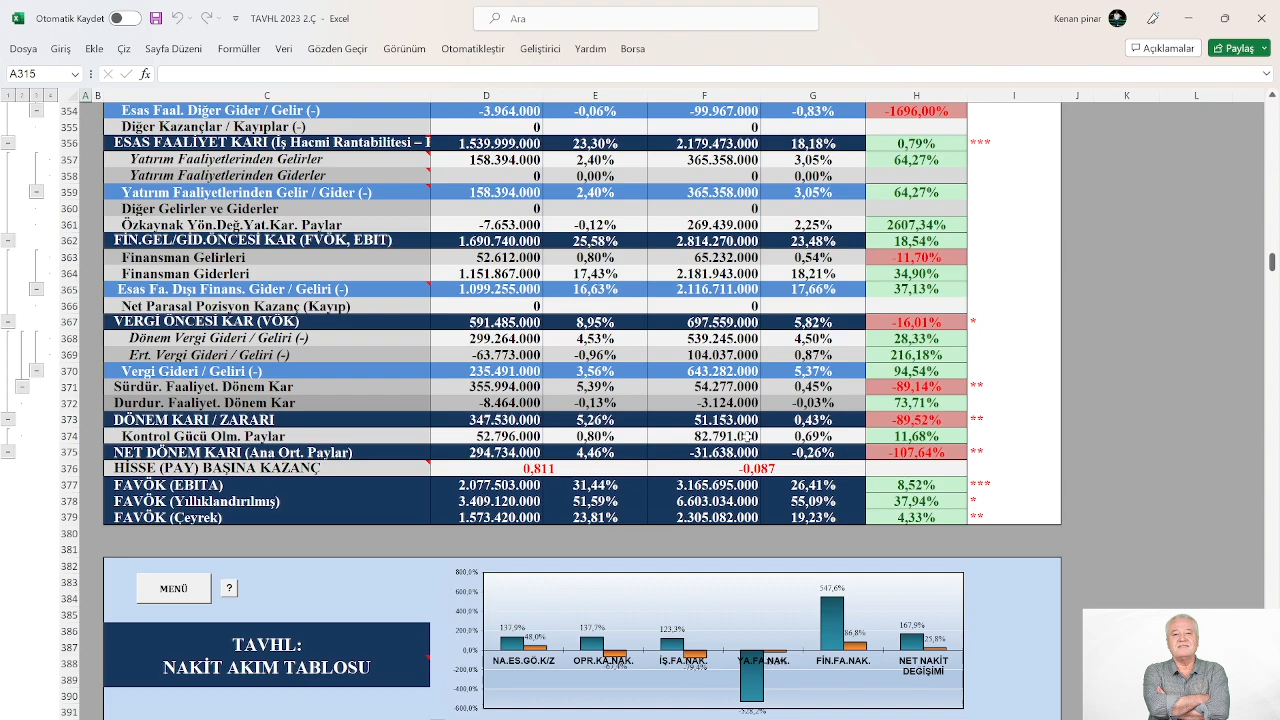 Otomatik Kaydet
TAVHL 2023 2.Ç - Excel
Ara
Kenan pinar
Dosya Giriş Ekle Çiz Sayfa Düzeni Formüller Veri Gözden Geçir Görünüm Otomatikleştir Geliştirici Yardım Borsa
Açıklamalar Paylaş
A315 fx
1 2 3 4 A B C D E F G H I J K L
354 Esas Faal. Diğer Gider / Gelir (-) -3.964.000 -0,06% -99.967.000 -0,83% -1696,00%
355 Diğer Kazançlar / Kayıplar (-) 0 0
356 ESAS FAALİYET KARI (İş Hacmi Rantabilitesi – 1.539.999.000 23,30% 2.179.473.000 18,18% 0,79% ***
357 Yatırım Faaliyetlerinden Gelirler 158.394.000 2,40% 365.358.000 3,05% 64,27%
358 Yatırım Faaliyetlerinden Giderler 0 0,00% 0 0,00%
359 Yatırım Faaliyetlerinden Gelir / Gider (-) 158.394.000 2,40% 365.358.000 3,05% 64,27%
360 Diğer Gelirler ve Giderler 0 0
361 Özkaynak Yön.Değ.Yat.Kar. Paylar -7.653.000 -0,12% 269.439.000 2,25% 2607,34%
362 FİN.GEL/GİD.ÖNCESİ KAR (FVÖK, EBIT) 1.690.740.000 25,58% 2.814.270.000 23,48% 18,54%
363 Finansman Gelirleri 52.612.000 0,80% 65.232.000 0,54% -11,70%
364 Finansman Giderleri 1.151.867.000 17,43% 2.181.943.000 18,21% 34,90%
365 Esas Fa. Dışı Finans. Gider / Geliri (-) 1.099.255.000 16,63% 2.116.711.000 17,66% 37,13%
366 Net Parasal Pozisyon Kazanç (Kayıp) 0 0
367 VERGİ ÖNCESİ KAR (VÖK) 591.485.000 8,95% 697.559.000 5,82% -16,01% *
368 Dönem Vergi Gideri / Geliri (-) 299.264.000 4,53% 539.245.000 4,50% 28,33%
369 Ert. Vergi Gideri / Geliri (-) -63.773.000 -0,96% 104.037.000 0,87% 216,18%
370 Vergi Gideri / Geliri (-) 235.491.000 3,56% 643.282.000 5,37% 94,54%
371 Sürdür. Faaliyet. Dönem Kar 355.994.000 5,39% 54.277.000 0,45% -89,14% **
372 Durdur. Faaliyet. Dönem Kar -8.464.000 -0,13% -3.124.000 -0,03% 73,71%
373 DÖNEM KARI / ZARARI 347.530.000 5,26% 51.153.000 0,43% -89,52% **
374 Kontrol Gücü Olm. Paylar 52.796.000 0,80% 82.791.000 0,69% 11,68%
375 NET DÖNEM KARI (Ana Ort. Paylar) 294.734.000 4,46% -31.638.000 -0,26% -107,64% **
376 HİSSE (PAY) BAŞINA KAZANÇ 0,811 -0,087
377 FAVÖK (EBITA) 2.077.503.000 31,44% 3.165.695.000 26,41% 8,52% ***
378 FAVÖK (Yıllıklandırılmış) 3.409.120.000 51,59% 6.603.034.000 55,09% 37,94% *
379 FAVÖK (Çeyrek) 1.573.420.000 23,81% 2.305.082.000 19,23% 4,33% **
380
381
382
383
384
385
386
387
388
389
390
391
MENÜ ?
TAVHL:
NAKİT AKIM TABLOSU
800,0%
600,0%
400,0%
200,0%
0,0%
-200,0%
-400,0%
-600,0%
137,9% 48,0% 137,7% -67,4% 123,3% -79,4% -528,2% 547,6% 86,8% 167,9% 25,8%
NA.ES.GÖ.K/Z OPR.KA.NAK. İŞ.FA.NAK. YA.FA.NAK. FİN.FA.NAK. NET NAKİT
DEĞİŞİMİ